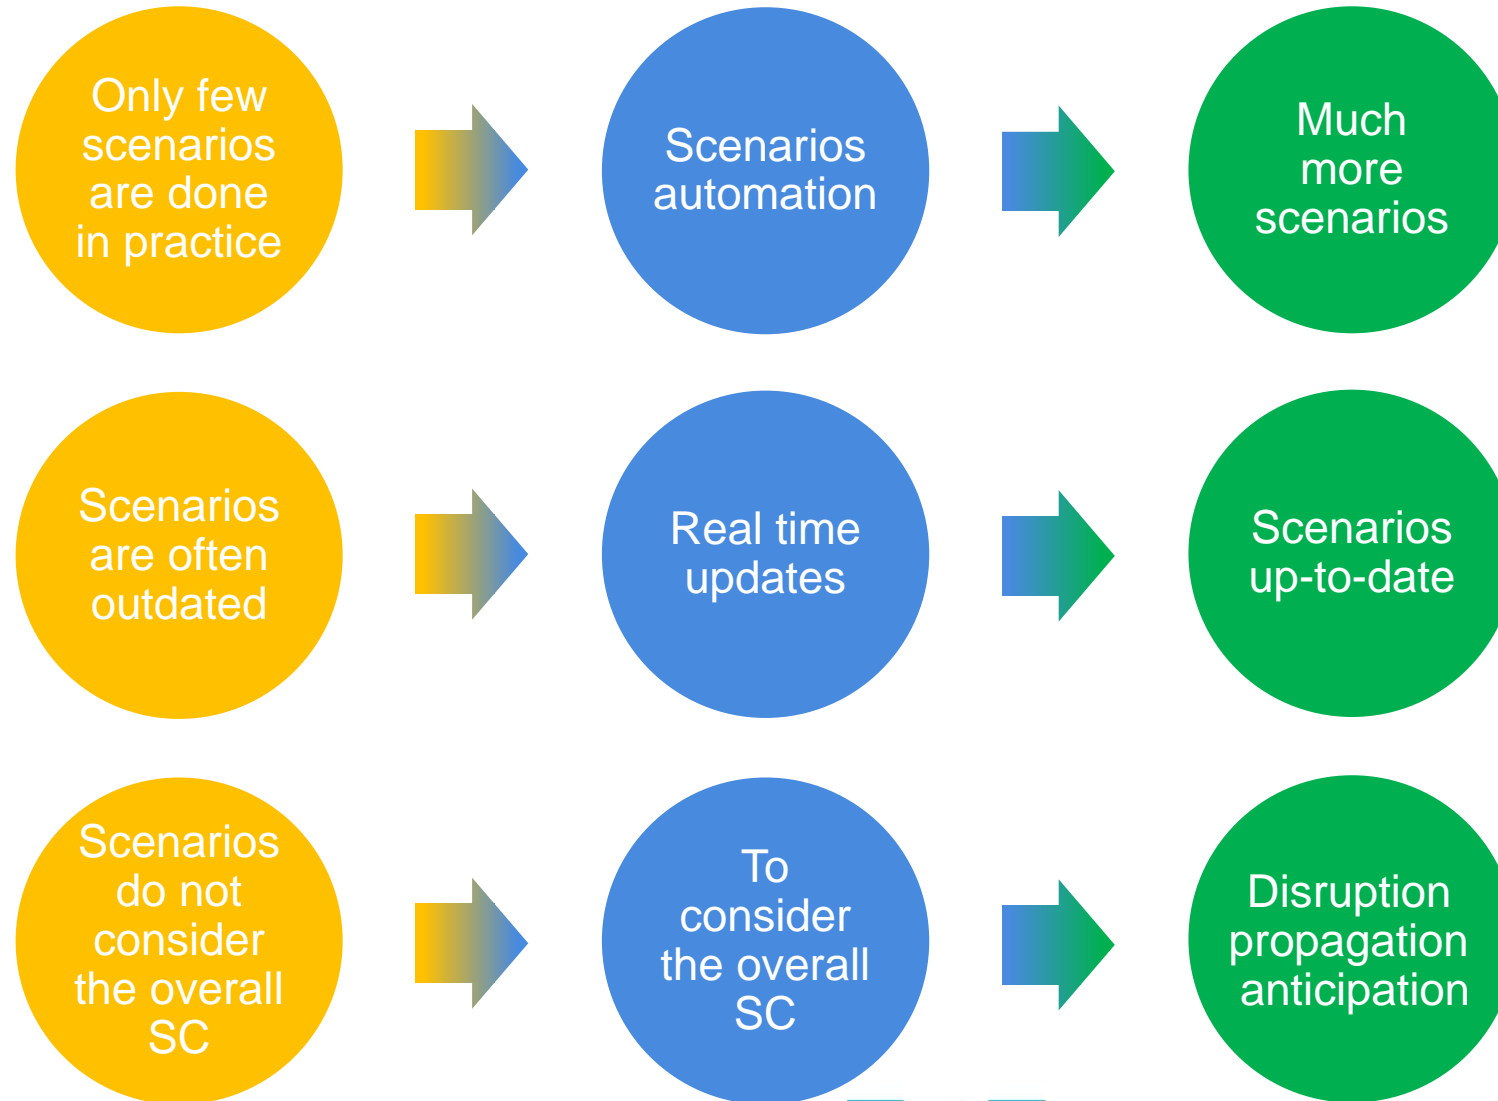 Only few
scenarios
are done
in practice
Scenarios
automation
Much
more
scenarios
Scenarios
are often
outdated
Real time
updates
Scenarios
up-to-date
Scenarios
do not
consider
the overall
SC
To
consider
the overall
SC
Disruption
propagation
anticipation